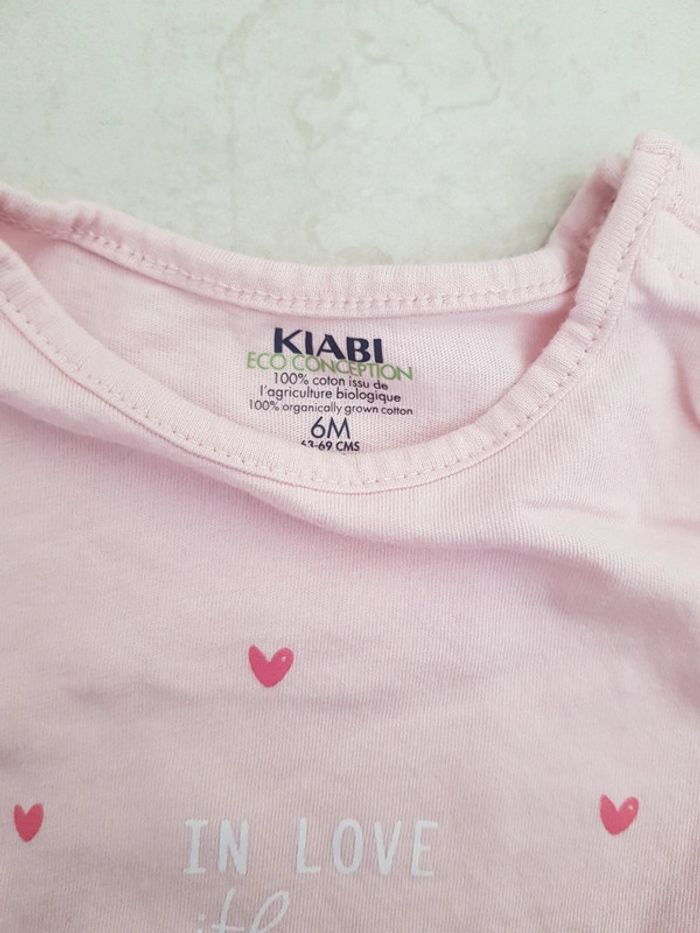 KIABI
ECO CONCEPTION
100% coton issu de
l'agriculture biologique
100% organically grown cotton
6M
63-69 CMS
IN LOVE